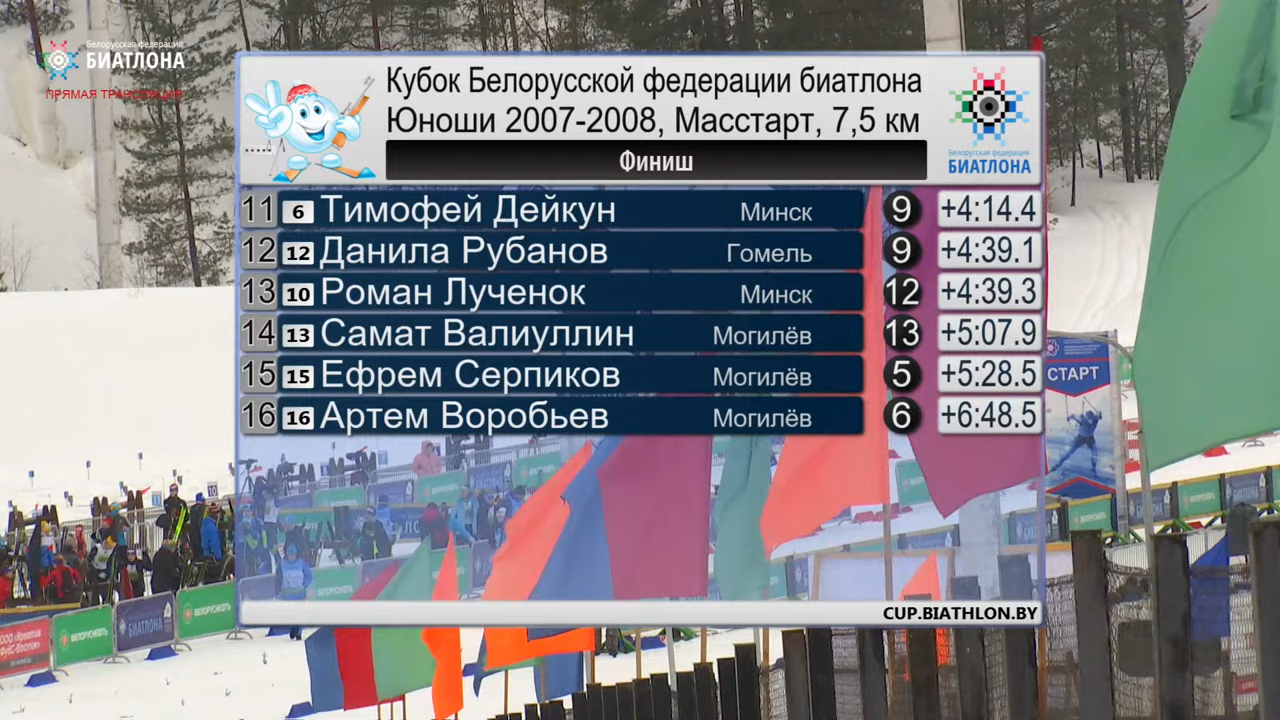 Белорусская федерация
БИАТЛОНА
ПРЯМАЯ ТРАНСЛЯЦИЯ
Кубок Белорусской федерации биатлона
Юноши 2007-2008, Масстарт, 7,5 км
Финиш
Белорусская федерация
БИАТЛОНА
11 6 Тимофей Дейкун Минск 9 +4:14.4
12 12 Данила Рубанов Гомель 9 +4:39.1
13 10 Роман Лученок Минск 12 +4:39.3
14 13 Самат Валиуллин Могилёв 13 +5:07.9
15 15 Ефрем Серпиков Могилёв 5 +5:28.5
16 16 Артем Воробьев Могилёв 6 +6:48.5
СТАРТ
CUP.BIATHLON.BY
БЕЛОРУСНЕФТЬ
БИАТЛОНА
БЕЛОРУСНЕФТЬ